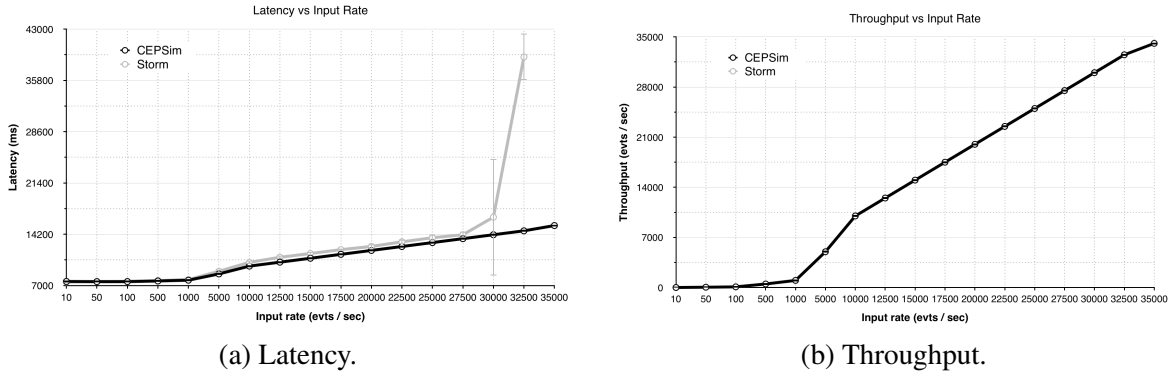 Latency vs Input Rate
43000
35800
28600
21400
14200
7000
Latency (ms)
CEPSim
Storm
10 50 100 500 1000 5000 10000 12500 15000 17500 20000 22500 25000 27500 30000 32500 35000
Input rate (evts / sec)
(a) Latency.
Throughput vs Input Rate
35000
28000
21000
14000
7000
0
Throughput (evts / sec)
CEPSim
Storm
10 50 100 500 1000 5000 10000 12500 15000 17500 20000 22500 25000 27500 30000 32500 35000
Input rate (evts / sec)
(b) Throughput.